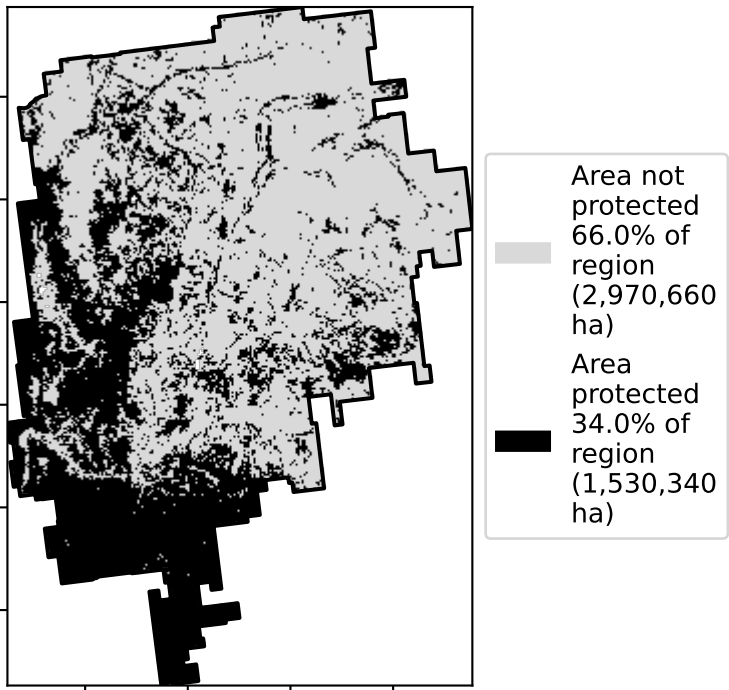 Area not
protected
66.0% of
region
(2,970,660
ha)
Area
protected
34.0% of
region
(1,530,340
ha)